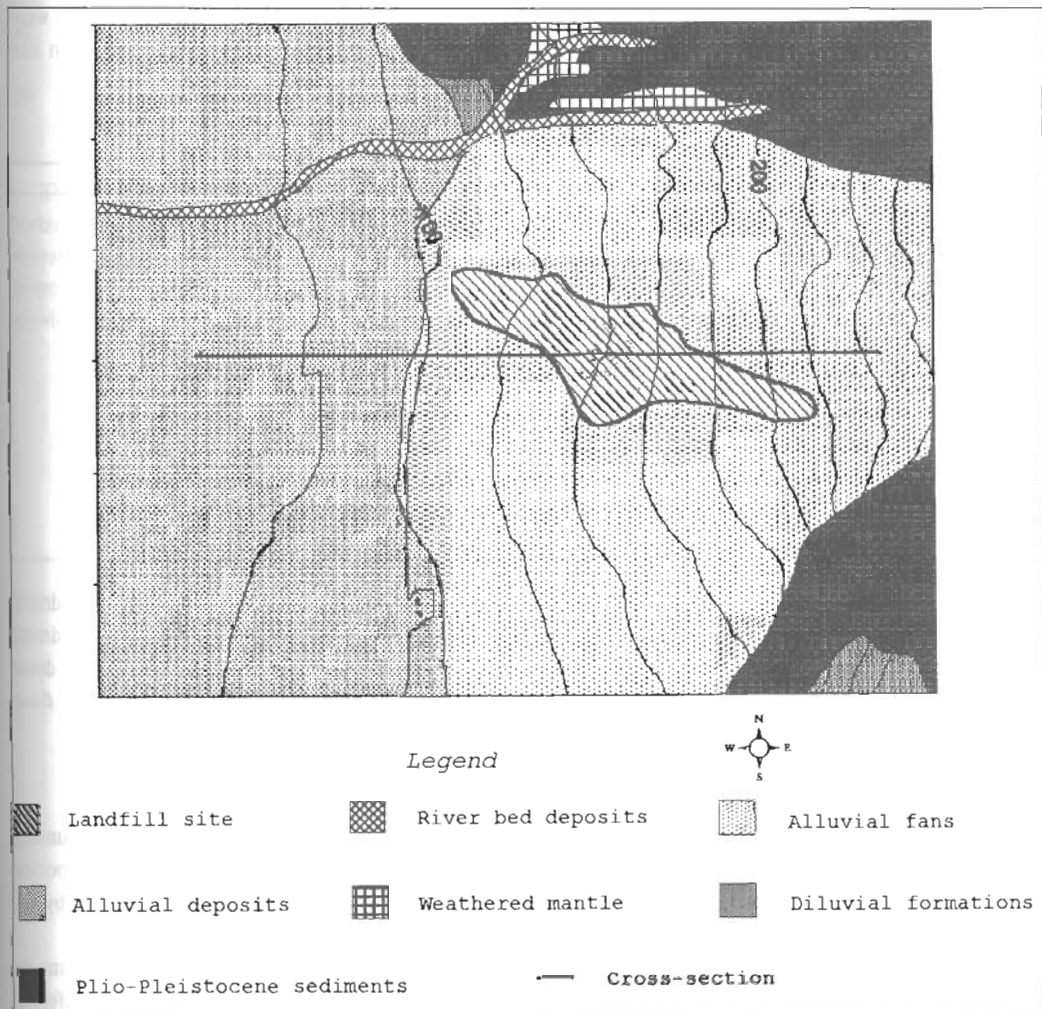 200
N
W E
S
Legend
Landfill site
River bed deposits
Alluvial fans
Alluvial deposits
Weathered mantle
Diluvial formations
Plio-Pleistocene sediments
Cross-section